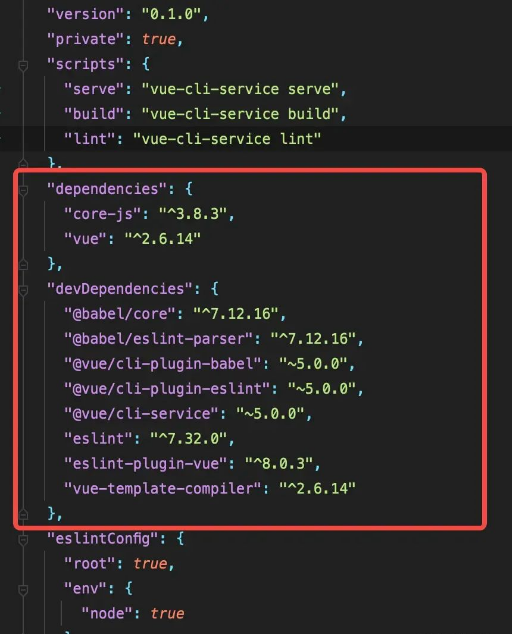 "version": "0.1.0",
"private": true,
"scripts": {
"serve": "vue-cli-service serve",
"build": "vue-cli-service build",
"lint": "vue-cli-service lint"
},
"dependencies": {
"core-js": "^3.8.3",
"vue": "^2.6.14"
},
"devDependencies": {
"@babel/core": "^7.12.16",
"@babel/eslint-parser": "^7.12.16",
"@vue/cli-plugin-babel": "~5.0.0",
"@vue/cli-plugin-eslint": "~5.0.0",
"@vue/cli-service": "~5.0.0",
"eslint": "^7.32.0",
"eslint-plugin-vue": "^8.0.3",
"vue-template-compiler": "^2.6.14"
},
"eslintConfig": {
"root": true,
"env": {
"node": true
}